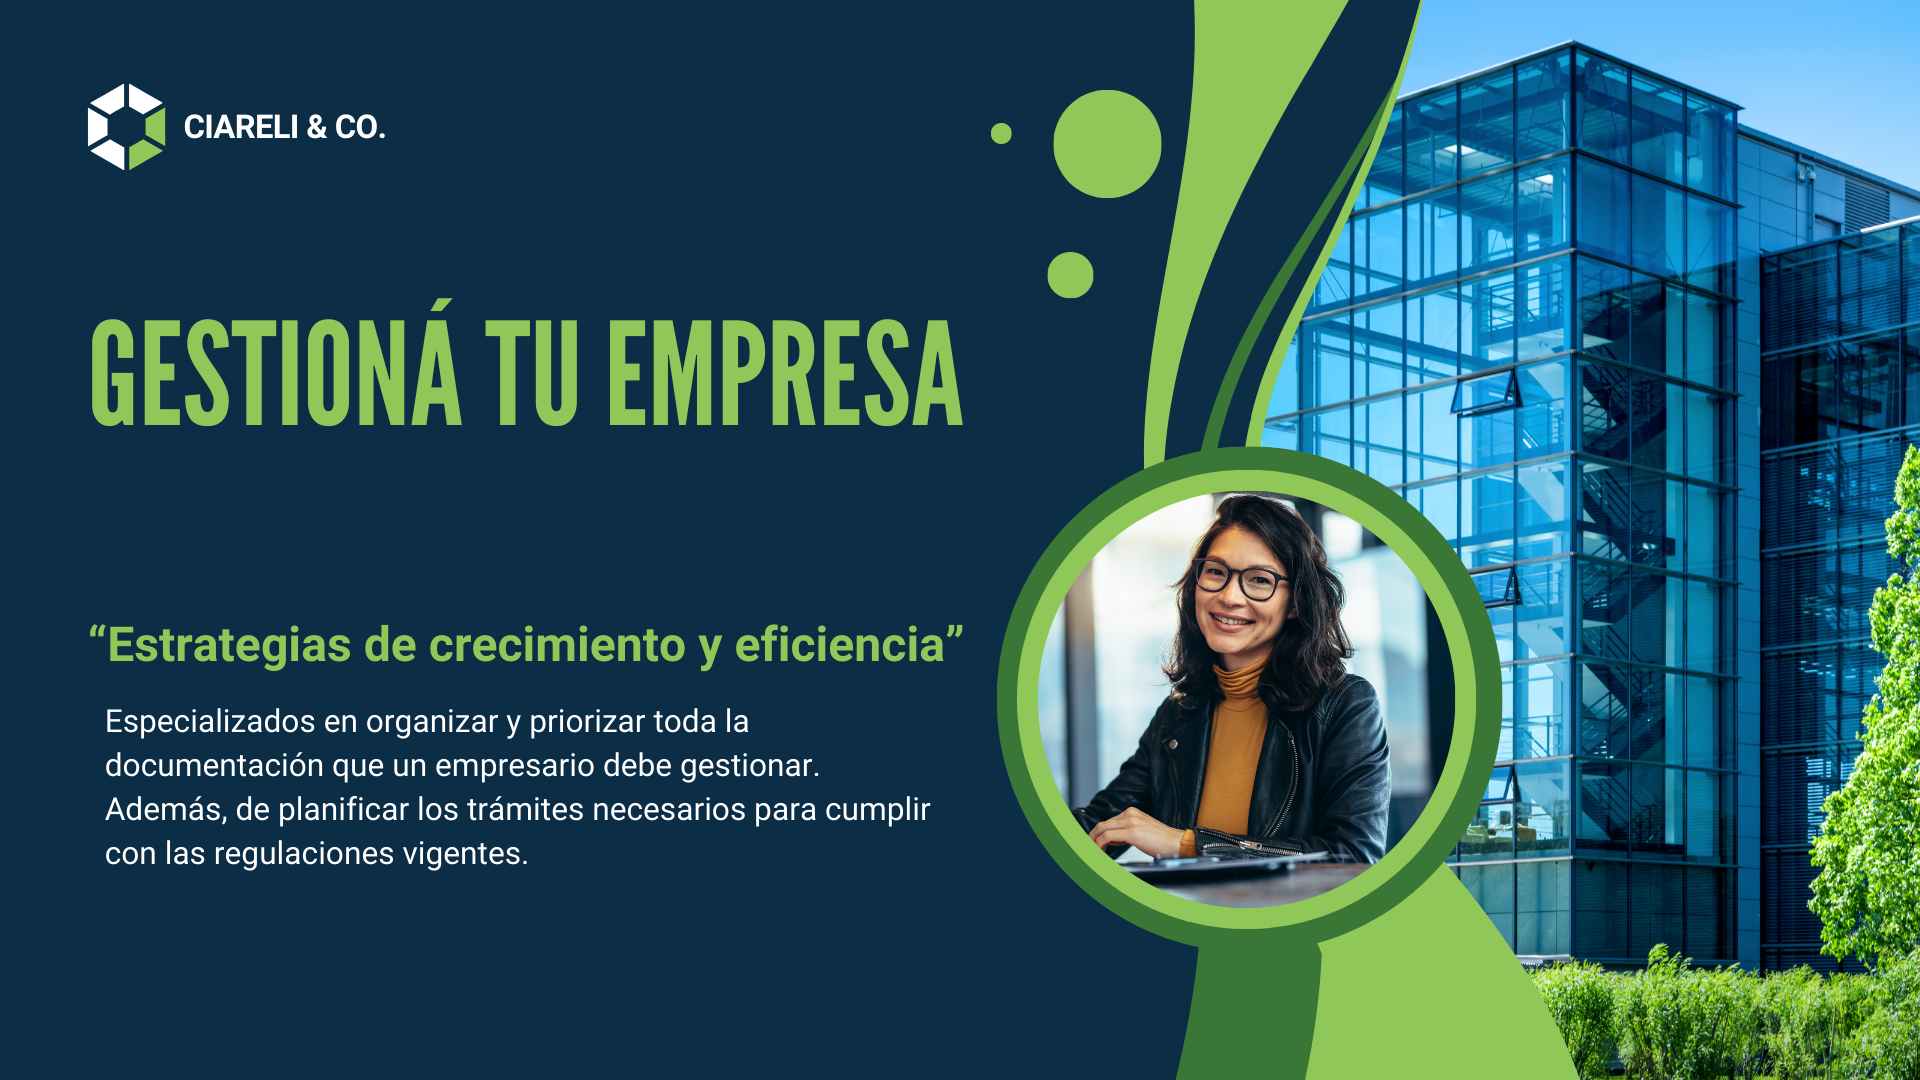 CIARELI & CO.
GESTIONÁ TU EMPRESA
“Estrategias de crecimiento y eficiencia”
Especializados en organizar y priorizar toda la
documentación que un empresario debe gestionar.
Además, de planificar los trámites necesarios para cumplir
con las regulaciones vigentes.